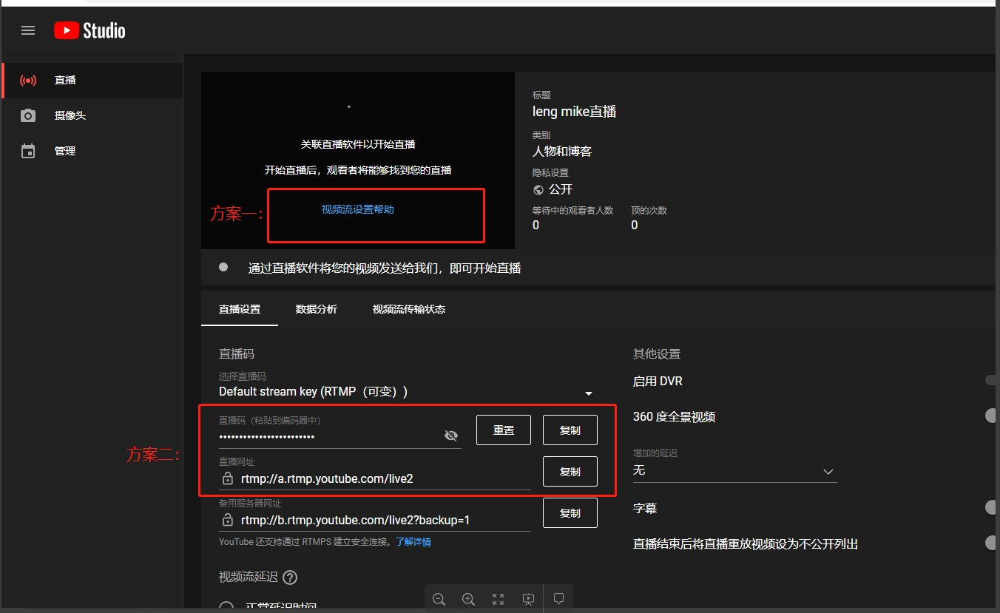 Studio
直播
摄像头
管理
关联直播软件以开始直播
开始直播后，观看者将能够找到您的直播
方案一：
视频流设置帮助
标题
leng mike直播
类别
人物和博客
隐私设置
公开
等待中的观看者人数 顶的次数
0 0
通过直播软件将您的视频发送给我们，即可开始直播
直播设置 数据分析 视频流传输状态
直播码
选择直播码
Default stream key (RTMP（可变）)
方案二：
直播码（粘贴到编码器中）
••••••••••••••••••••••••
重置 复制
直播网址
rtmp://a.rtmp.youtube.com/live2
复制
备用服务器网址
rtmp://b.rtmp.youtube.com/live2?backup=1
复制
YouTube 还支持通过 RTMPS 建立安全连接。了解详情
视频流延迟 ?
正常延迟时间
其他设置
启用 DVR
360 度全景视频
增加的延迟
无
字幕
直播结束后将直播重放视频设为不公开列出